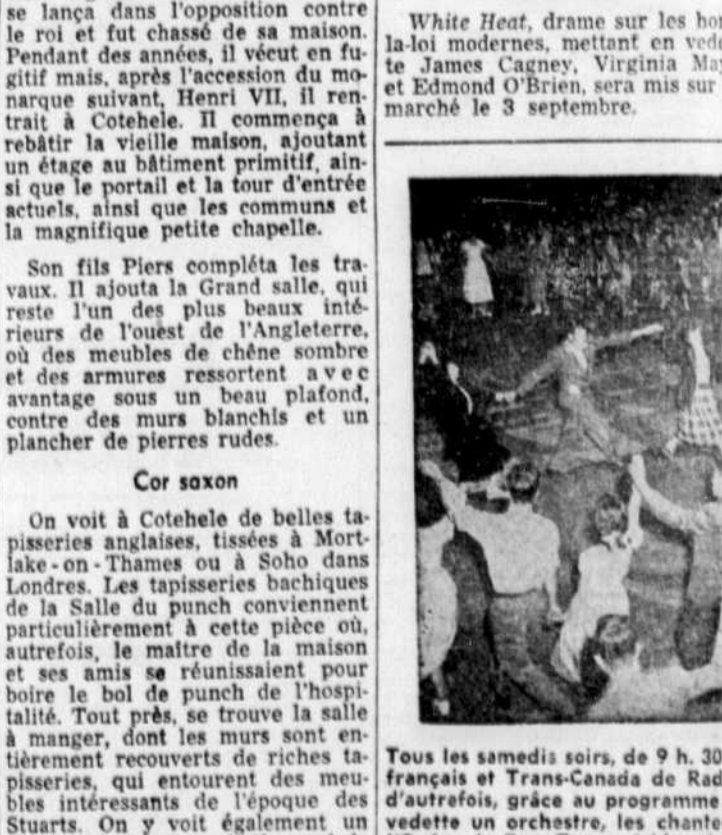 se lança dans l'opposition contre
le roi et fut chassé de sa maison.
Pendant des années, il vécut en fu-
gitif mais, après l'accession du mo-
narque suivant, Henri VII, il ren-
trait à Cotehele. Il commença à
rebâtir la vieille maison, ajoutant
un étage au bâtiment primitif, ain-
si que le portail et la tour d'entrée
actuels, ainsi que les communs et
la magnifique petite chapelle.
Son fils Piers compléta les tra-
vaux. Il ajouta la Grand salle, qui
reste l'un des plus beaux inté-
rieurs de l'ouest de l'Angleterre,
où des meubles de chêne sombre
et des armures ressortent avec
avantage sous un beau plafond,
contre des murs blanchis et un
plancher de pierres rudes.
Cor saxon
On voit à Cotehele de belles ta-
pisseries anglaises, tissées à Mort-
lake-on-Thames ou à Soho dans
Londres. Les tapisseries bachiques
de la Salle du punch conviennent
particulièrement à cette pièce où,
autrefois, le maître de la maison
et ses amis se réunissaient pour
boire le bol de punch de l'hospi-
talité. Tout près, se trouve la salle
à manger, dont les murs sont en-
tièrement recouverts de riches ta-
pisseries, qui entourent des meu-
bles intéressants de l'époque des
Stuarts. On y voit également un
White Heat, drame sur les hor
la-loi modernes, mettant en vede
te James Cagney, Virginia May
et Edmond O'Brien, sera mis sur
marché le 3 septembre.
Tous les samedis soirs, de 9 h. 30
français et Trans-Canada de Rad
d'autrefois, grâce au programme
vedette un orchestre, les chante